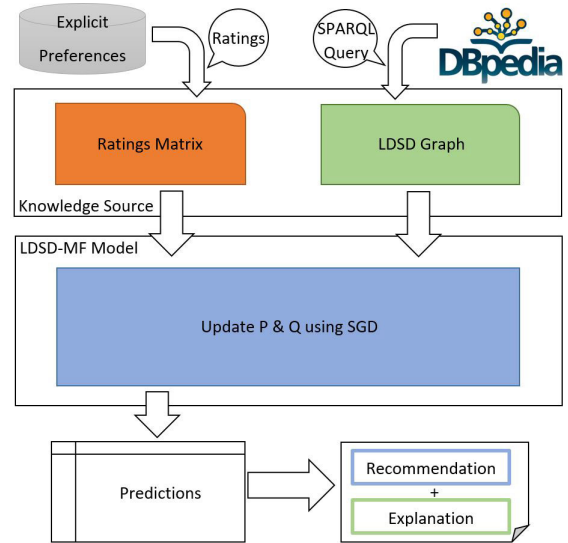 Explicit
Preferences
Ratings
SPARQL
Query
DBpedia
Ratings Matrix
LDSD Graph
Knowledge Source
LDSD-MF Model
Update P & Q using SGD
Predictions
Recommendation
+
Explanation